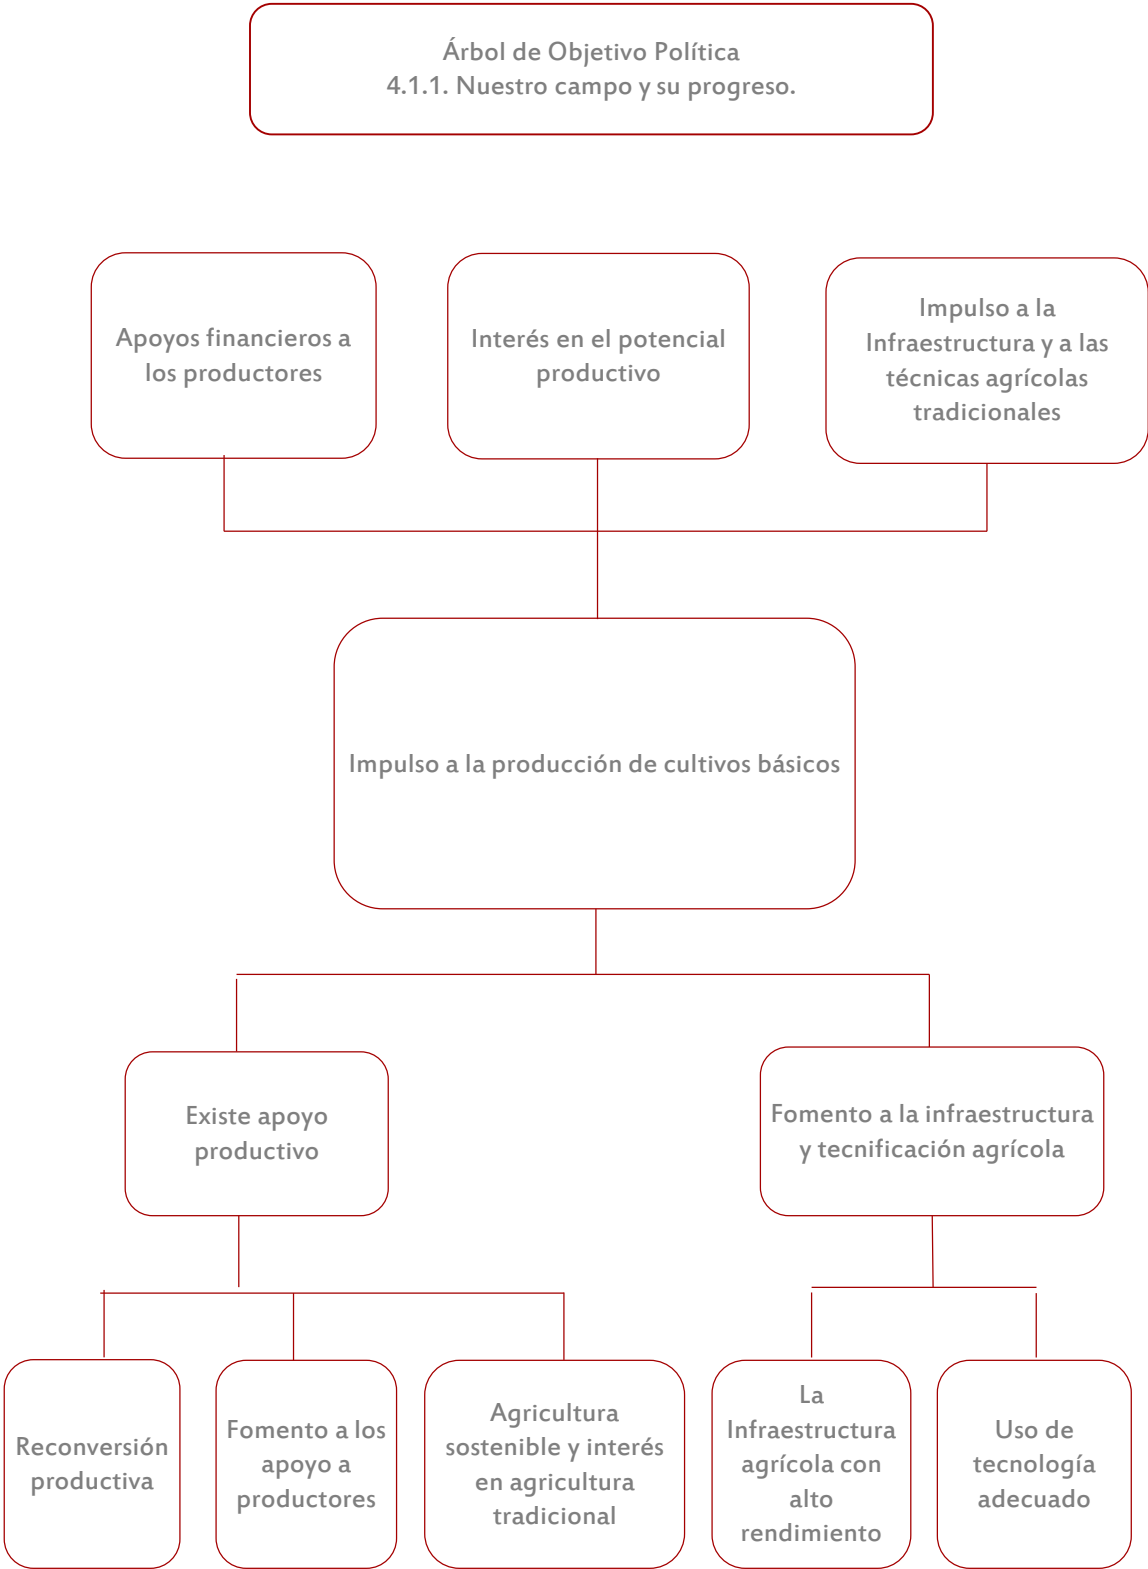 Árbol de Objetivo Política
4.1.1. Nuestro campo y su progreso.
Apoyos financieros a
los productores
Interés en el potencial
productivo
Impulso a la
Infraestructura y a las
técnicas agrícolas
tradicionales
Impulso a la producción de cultivos básicos
Existe apoyo
productivo
Fomento a la infraestructura
y tecnificación agrícola
Reconversión
productiva
Fomento a los
apoyo a
productores
Agricultura
sostenible y interés
en agricultura
tradicional
La
Infraestructura
agrícola con
alto
rendimiento
Uso de
tecnología
adecuado